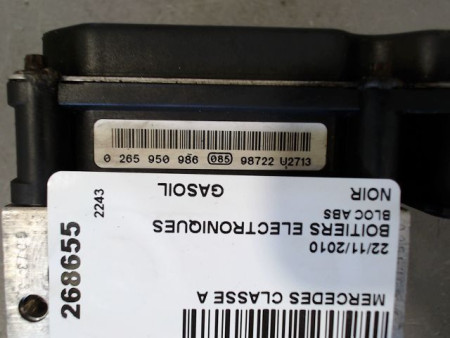 0 265 950 986 085 98722 U2713
MERCEDES CLASSE A
22/11/2010
BOITIERS ELECTRONIQUES
BLOC ABS
NOIR
GASOIL
2243
268655